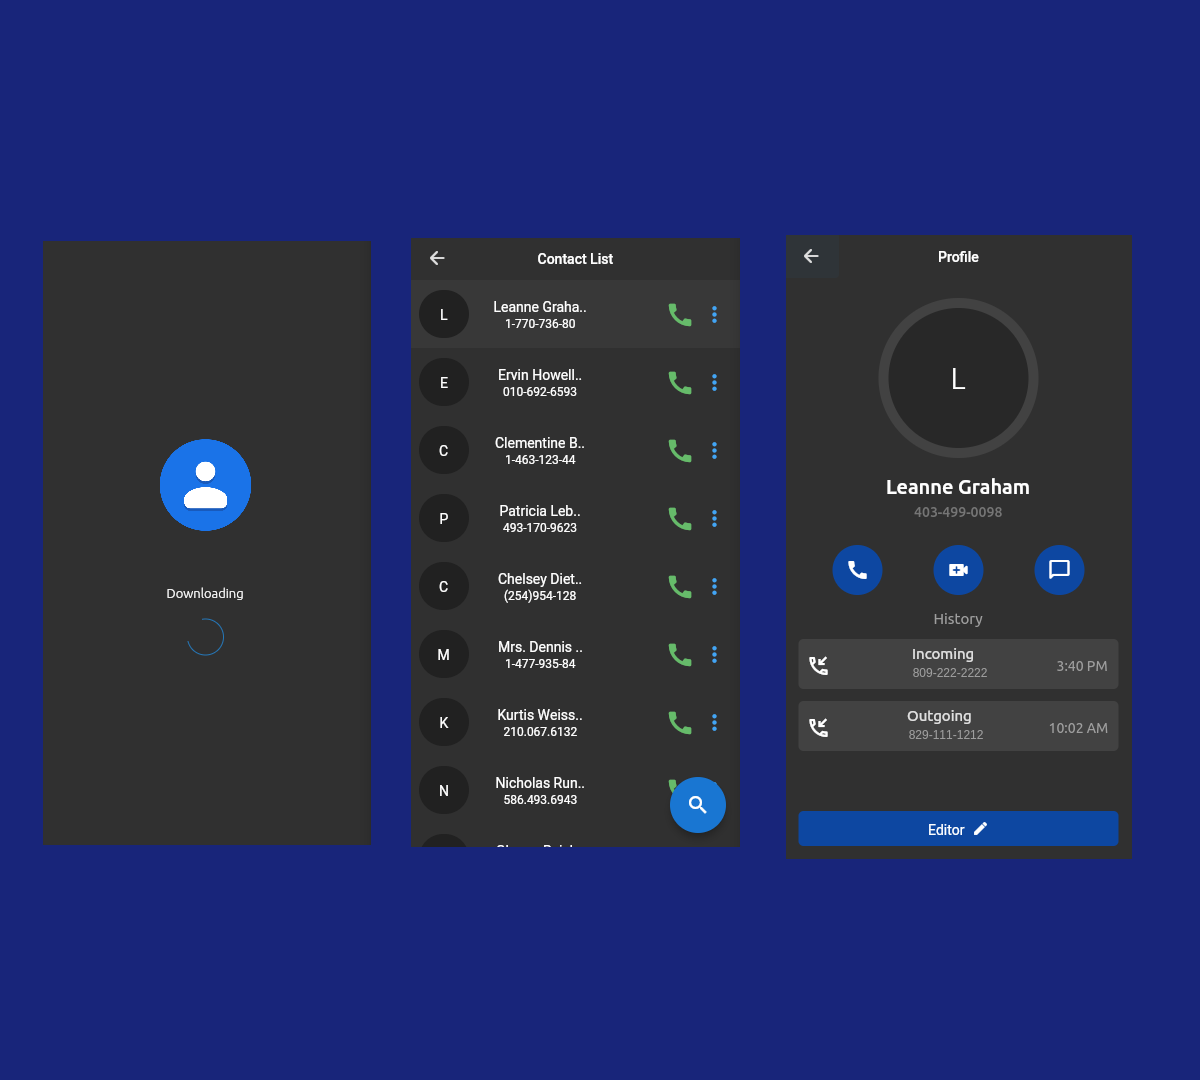 Downloading
Contact List
L
Leanne Graha..
1-770-736-80
E
Ervin Howell..
010-692-6593
C
Clementine B..
1-463-123-44
P
Patricia Leb..
493-170-9623
C
Chelsey Diet..
(254)954-128
M
Mrs. Dennis ..
1-477-935-84
K
Kurtis Weiss..
210.067.6132
N
Nicholas Run..
586.493.6943
Profile
L
Leanne Graham
403-499-0098
History
Incoming
809-222-2222
3:40 PM
Outgoing
829-111-1212
10:02 AM
Editor